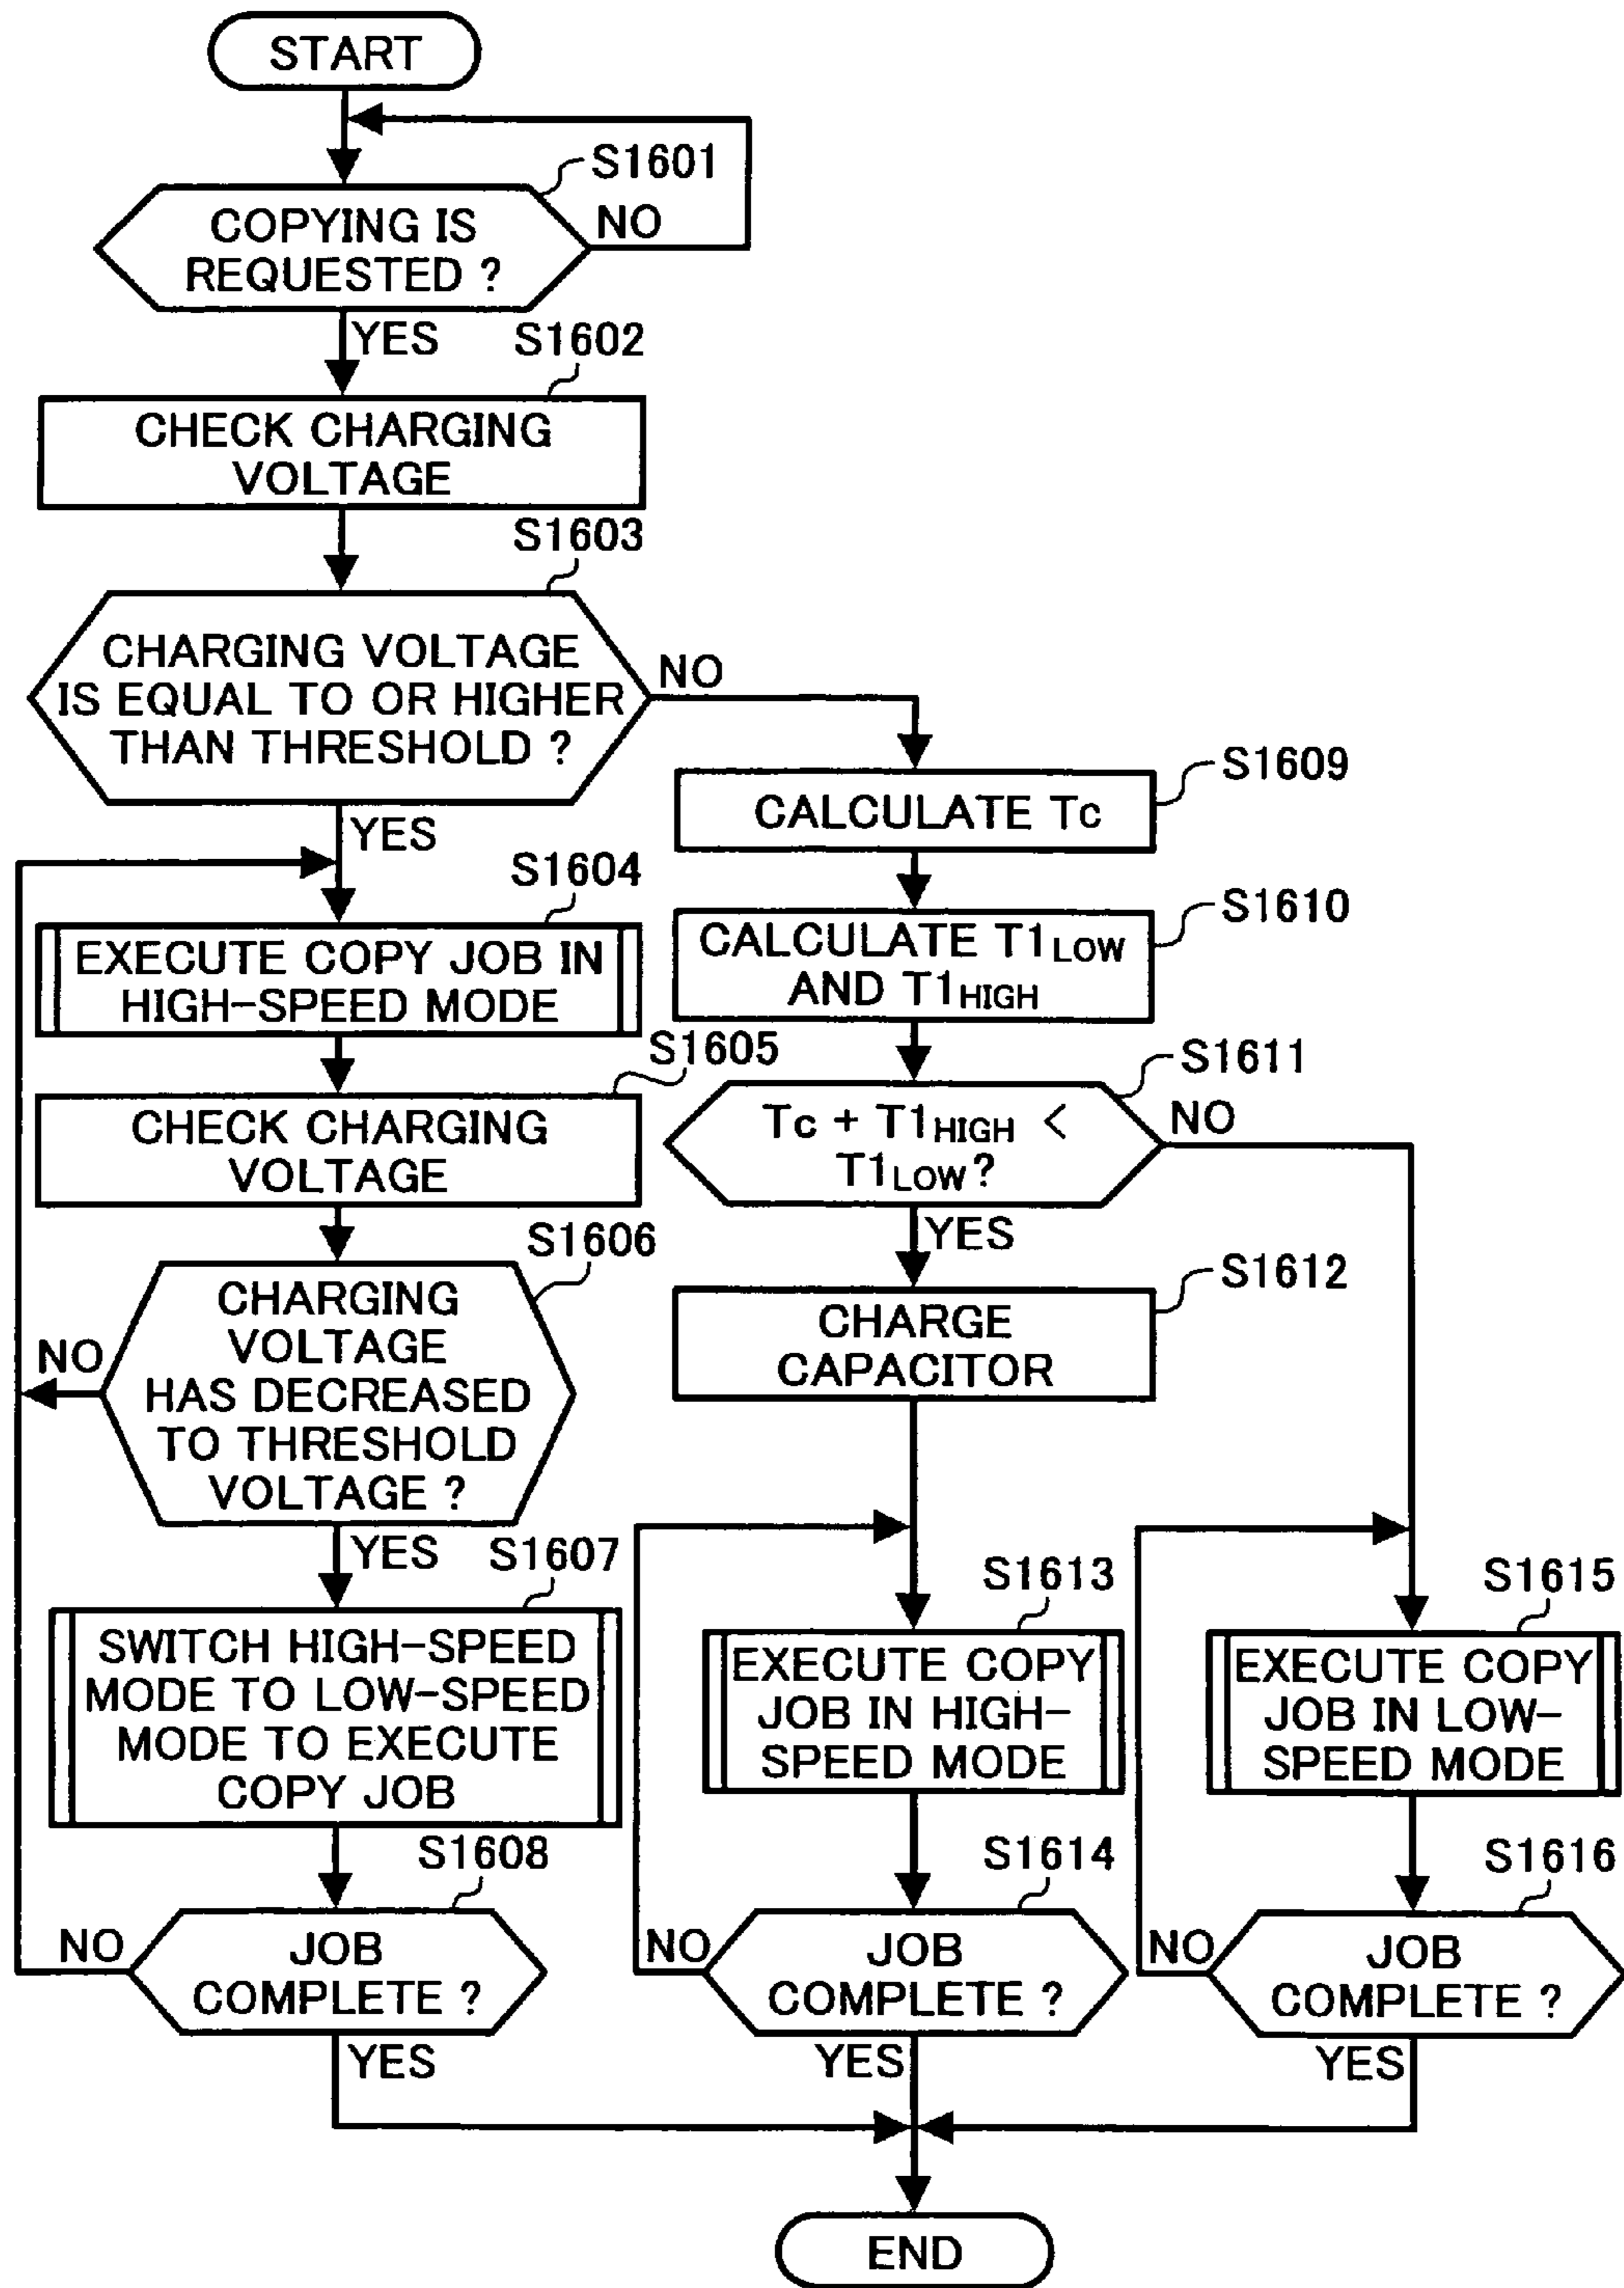 START
S1601
COPYING IS
REQUESTED ?
NO
YES
S1602
CHECK CHARGING
VOLTAGE
S1603
CHARGING VOLTAGE
IS EQUAL TO OR HIGHER
THAN THRESHOLD ?
NO
YES
S1604
EXECUTE COPY JOB IN
HIGH-SPEED MODE
S1605
CHECK CHARGING
VOLTAGE
S1606
CHARGING
VOLTAGE
HAS DECREASED
TO THRESHOLD
VOLTAGE ?
NO
YES
S1607
SWITCH HIGH-SPEED
MODE TO LOW-SPEED
MODE TO EXECUTE
COPY JOB
S1608
JOB
COMPLETE ?
NO
YES
S1609
CALCULATE Tc
S1610
CALCULATE T1LOW
AND T1HIGH
S1611
Tc + T1HIGH <
T1LOW ?
NO
YES
S1612
CHARGE
CAPACITOR
S1613
EXECUTE COPY
JOB IN HIGH-
SPEED MODE
S1614
JOB
COMPLETE ?
NO
YES
S1615
EXECUTE COPY
JOB IN LOW-
SPEED MODE
S1616
JOB
COMPLETE ?
NO
YES
END